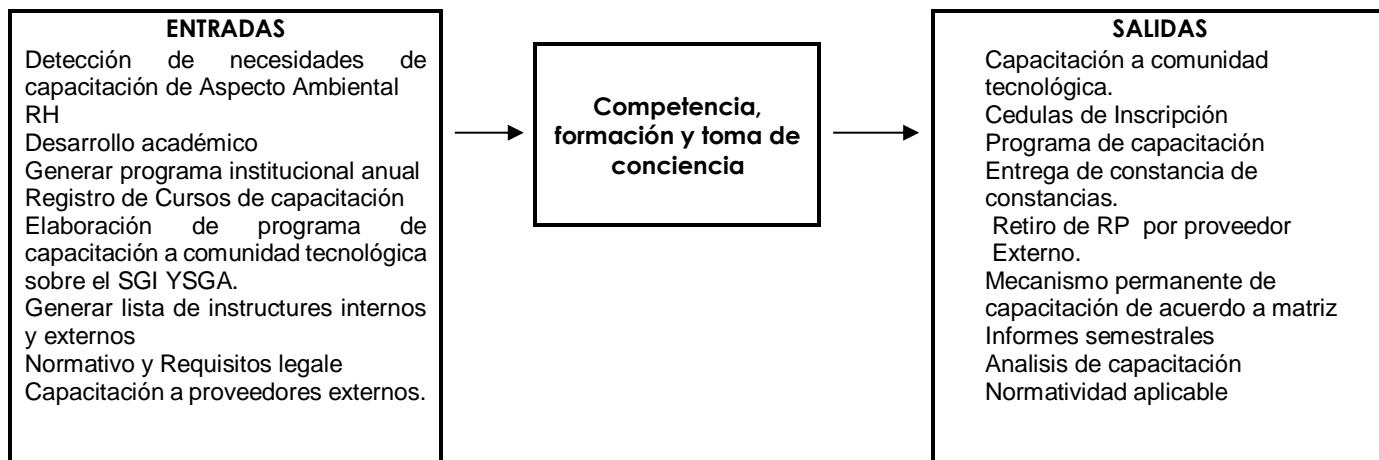 ENTRADAS
Detección de necesidades de
capacitación de Aspecto Ambiental
RH
Desarrollo académico
Generar programa institucional anual
Registro de Cursos de capacitación
Elaboración de programa de
capacitación a comunidad tecnológica
sobre el SGI YSGA.
Generar lista de instructures internos
y externos
Normativo y Requisitos legale
Capacitación a proveedores externos.
Competencia,
formación y toma de
conciencia
SALIDAS
Capacitación a comunidad
tecnológica.
Cedulas de Inscripción
Programa de capacitación
Entrega de constancia de
constancias.
Retiro de RP por proveedor
Externo.
Mecanismo permanente de
capacitación de acuerdo a matriz
Informes semestrales
Analisis de capacitación
Normatividad aplicable